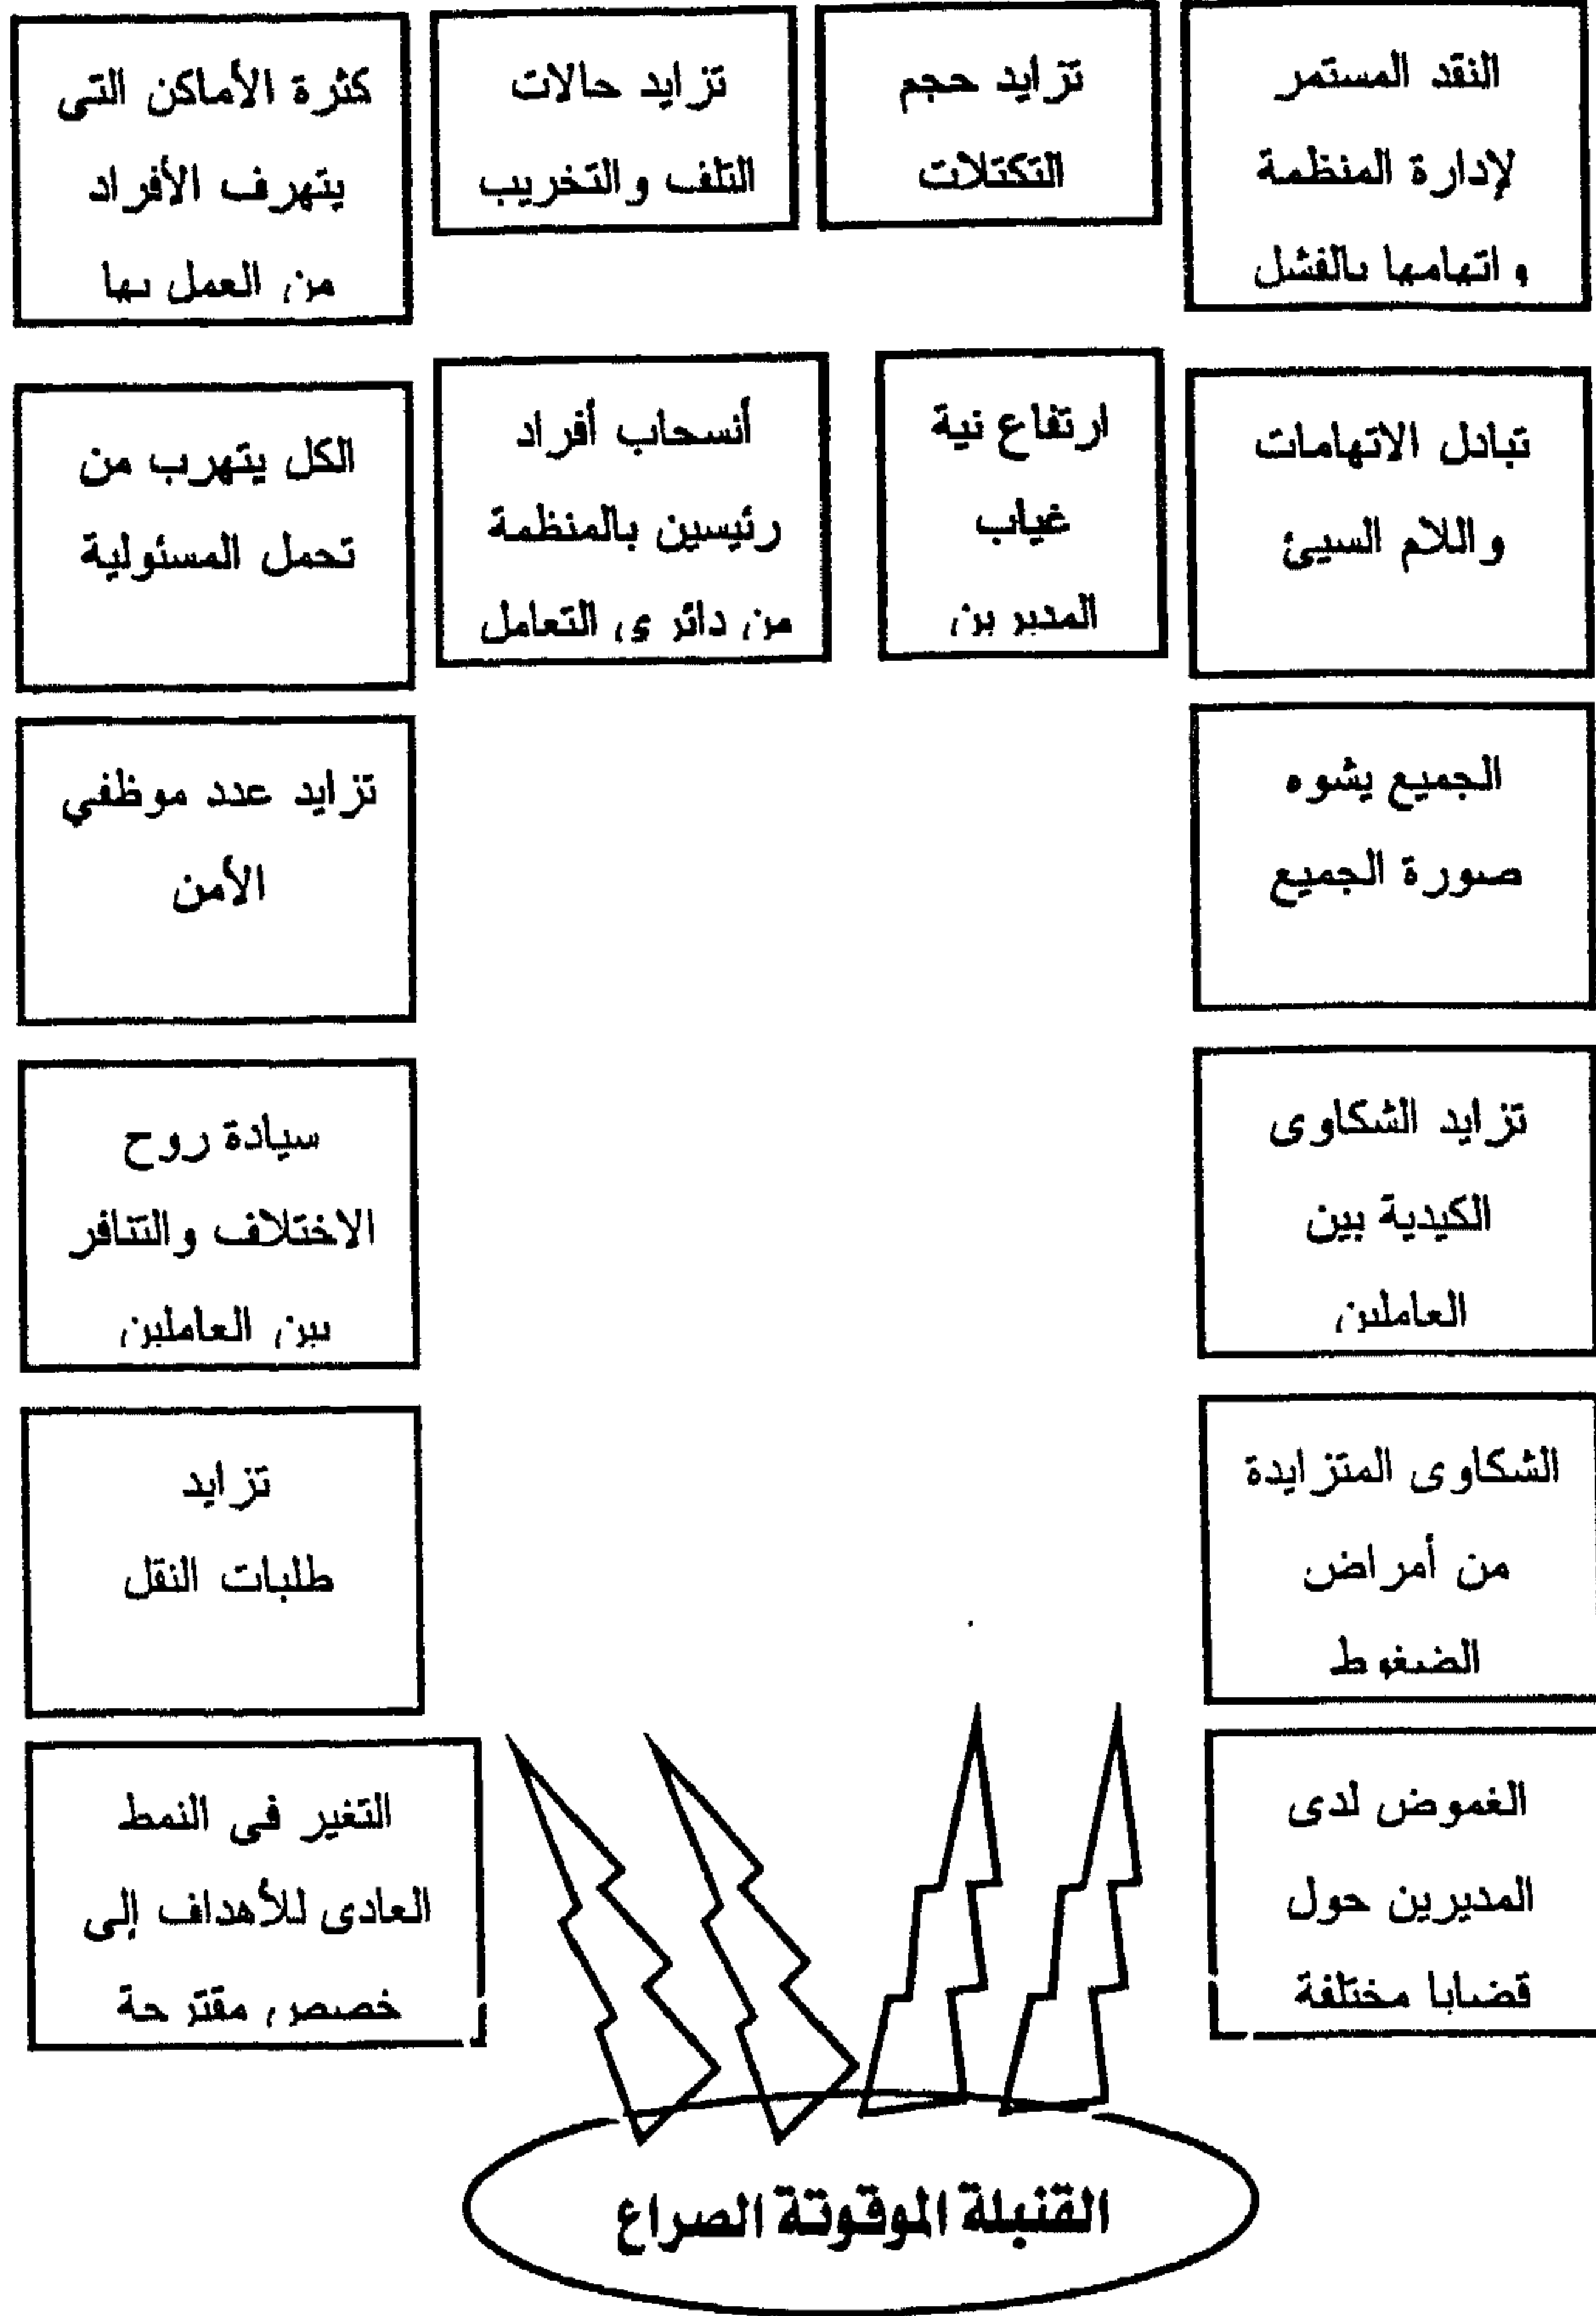 النقد المستمر
لإدارة المنظمة
واتهامها بالفشل
تزايد حجم
التكتلات
تزايد حالات
التلف والتخريب
كثرة الأماكن التى
يتهرف الأفراد
من العمل بها
تبادل الاتهامات
واللام السيئ
ارتفاع نية
غياب
المديرين
أنسحاب أفراد
رئيسين بالمنظمة
من دائرى التعامل
الكل يتهرب من
تحمل المسئولية
الجميع يشوه
صورة الجميع
تزايد عدد موظفي
الأمن
تزايد الشكاوى
الكيدية بين
العاملين
سيادة روح
الاختلاف والتنافر
بين العاملين
الشكاوى المتزايدة
من أمراض
الضغوط
تزايد
طلبات النقل
الغموض لدى
المديرين حول
قضايا مختلفة
التغير فى النمط
العادى للأهداف إلى
خصص مقترحة
القنبلة الموقوتة الصراع